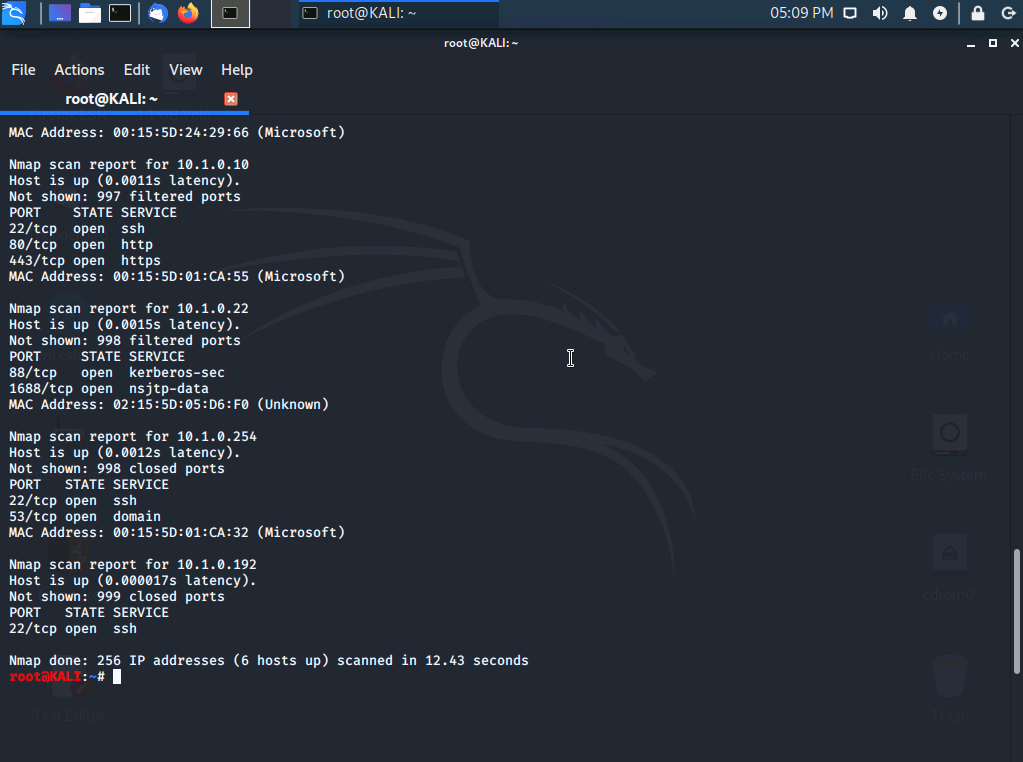 root@KALI: ~
05:09 PM
root@KALI: ~
File Actions Edit View Help
root@KALI: ~
MAC Address: 00:15:5D:24:29:66 (Microsoft)
Nmap scan report for 10.1.0.10
Host is up (0.0011s latency).
Not shown: 997 filtered ports
PORT    STATE SERVICE
22/tcp  open  ssh
80/tcp  open  http
443/tcp open  https
MAC Address: 00:15:5D:01:CA:55 (Microsoft)
Nmap scan report for 10.1.0.22
Host is up (0.0015s latency).
Not shown: 998 filtered ports
PORT     STATE SERVICE
88/tcp   open  kerberos-sec
1688/tcp open  nsjtp-data
MAC Address: 02:15:5D:05:D6:F0 (Unknown)
Nmap scan report for 10.1.0.254
Host is up (0.0012s latency).
Not shown: 998 closed ports
PORT   STATE SERVICE
22/tcp open  ssh
53/tcp open  domain
MAC Address: 00:15:5D:01:CA:32 (Microsoft)
Nmap scan report for 10.1.0.192
Host is up (0.000017s latency).
Not shown: 999 closed ports
PORT   STATE SERVICE
22/tcp open  ssh
Nmap done: 256 IP addresses (6 hosts up) scanned in 12.43 seconds
root@KALI:~#
Home
File System
cdrom0
Text Editor
Trash